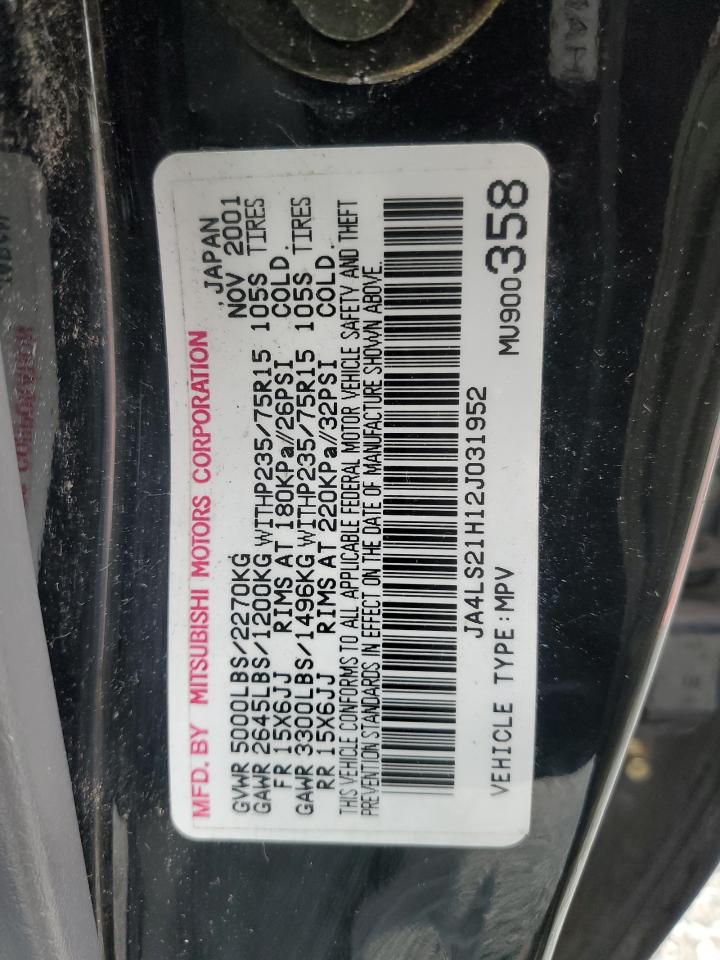 MFD. BY MITSUBISHI MOTORS CORPORATION, JAPAN
GVWR 5000LBS/2270KG NOV 2001
GAWR 2645LBS/1200KG WITHP235/75R15 105S TIRES
FR 15X6JJ RIMS AT 180KPa//26PSI COLD.
GAWR 3300LBS/1496KG WITHP235/75R15 105S TIRES
RR 15X6JJ RIMS AT 220KPa//32PSI COLD.
THIS VEHICLE CONFORMS TO ALL APPLICABLE FEDERAL MOTOR VEHICLE SAFETY AND THEFT
PREVENTION STANDARDS IN EFFECT ON THE DATE OF MANUFACTURE SHOWN ABOVE.
JA4LS21H12J031952
VEHICLE TYPE:MPV MU900358